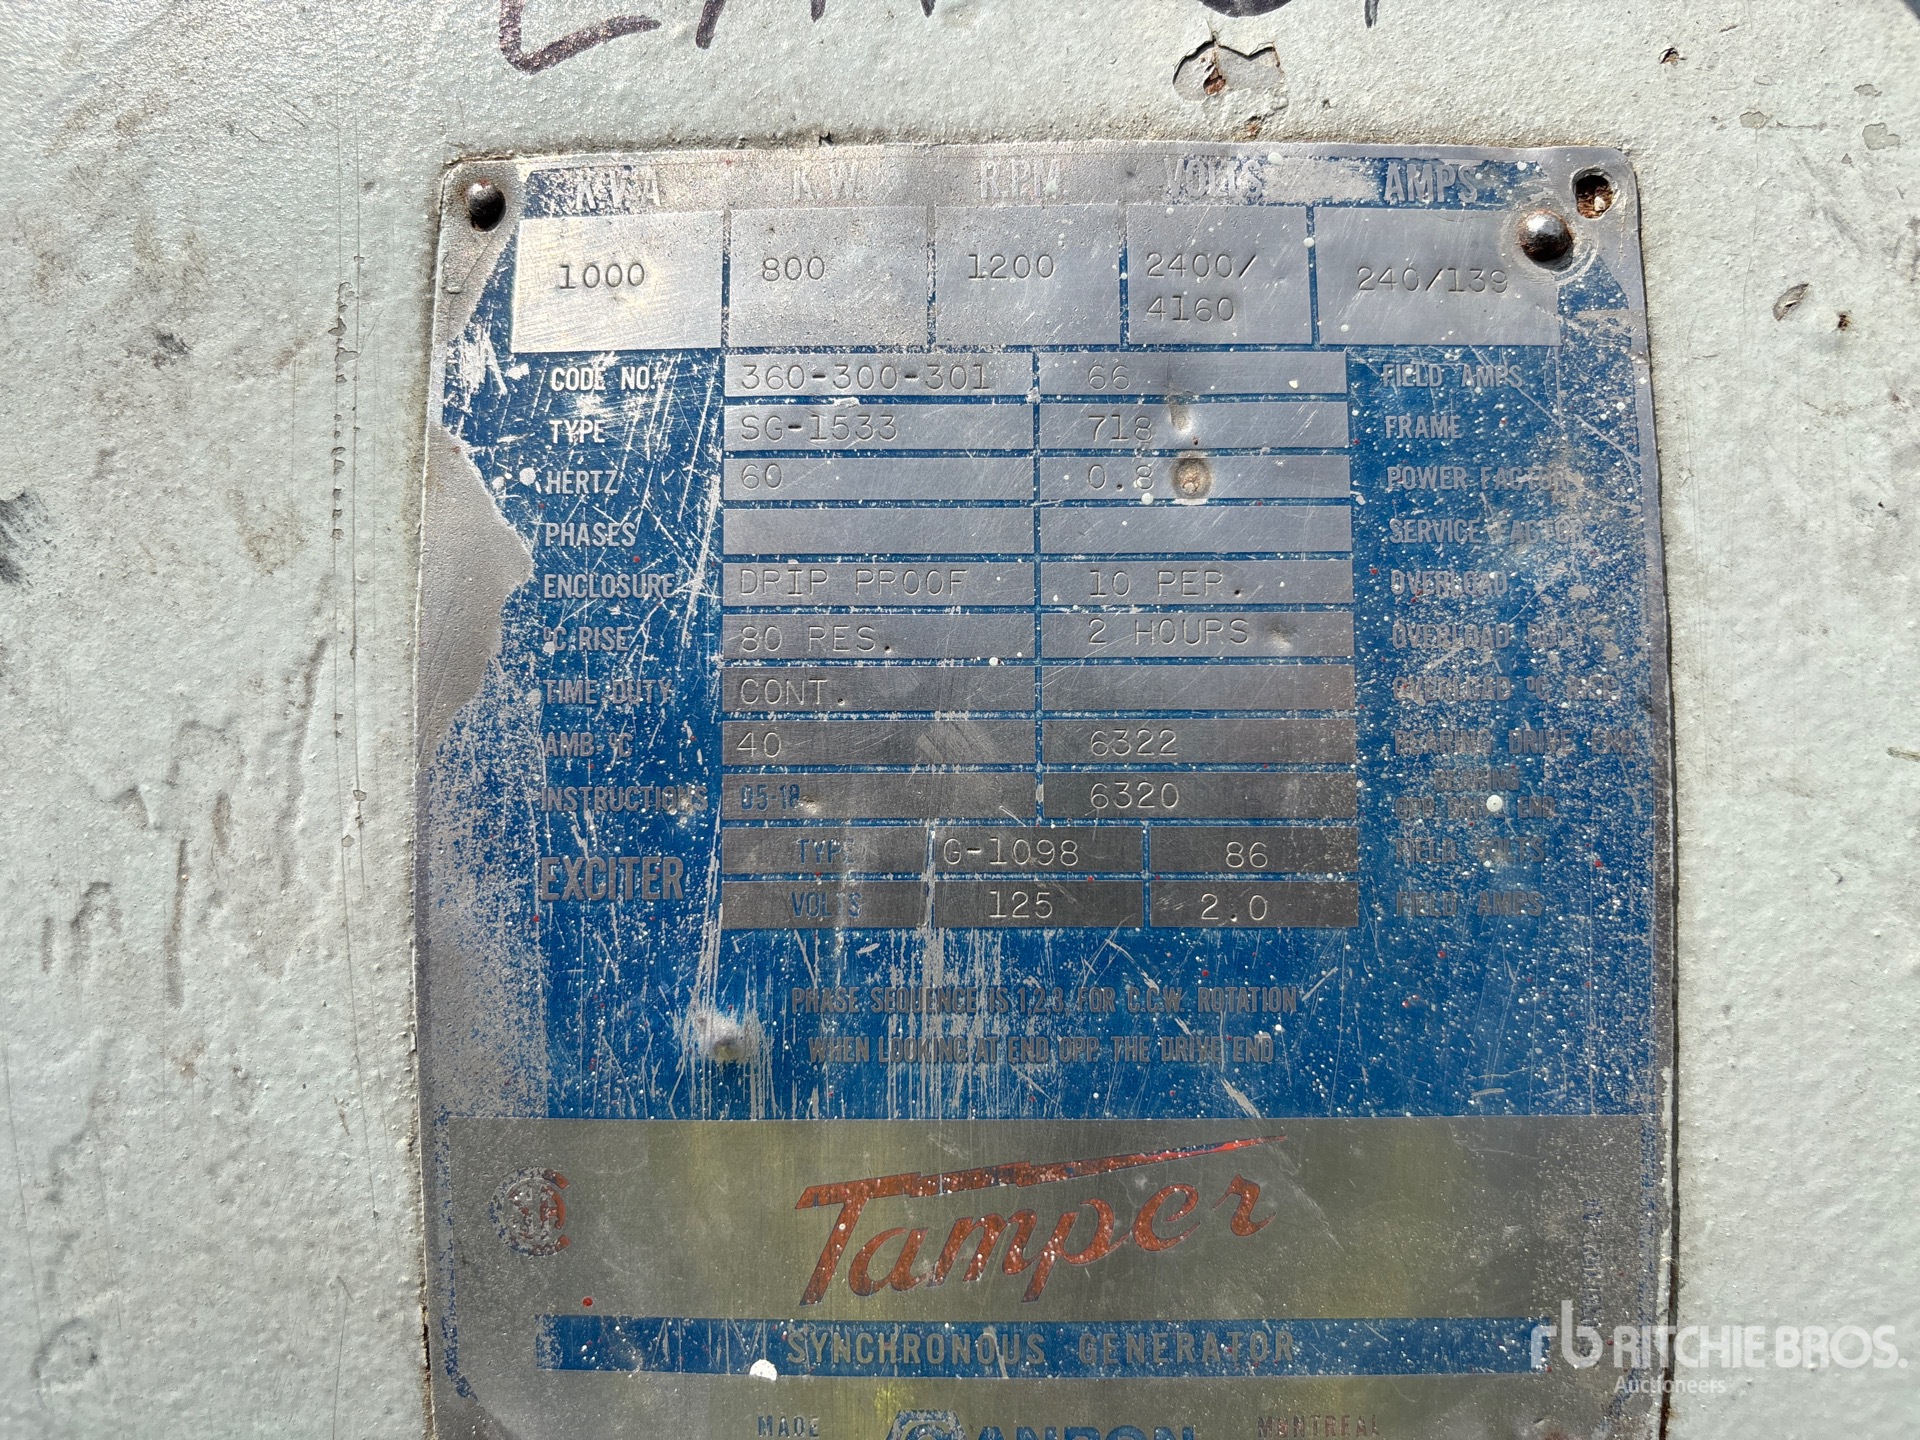 K.V.A. K.W. R.P.M. VOLTS AMPS
1000 800 1200 2400/ 240/139
4160
CODE NO. 360-300-301 66 FIELD AMPS
TYPE SG-1533 718 FRAME
HERTZ 60 0.8 POWER FACTOR
PHASES SERVICE FACTOR
ENCLOSURE DRIP PROOF 10 PER. OVERLOAD
°C.RISE 80 RES. 2 HOURS OVERLOAD DUTY
TIME DUTY CONT. OVERLOAD °C RISE
AMB °C 40 6322 BEARING DRIVE END
INSTRUCTIONS 05-18 6320 BEARING
OPP. DRIVE END
EXCITER TYPE G-1098 86 FIELD VOLTS
VOLTS 125 2.0 FIELD AMPS
PHASE SEQUENCE IS 1,2,3, FOR C.C.W. ROTATION
WHEN LOOKING AT END OPP. THE DRIVE END
Tamper
SYNCHRONOUS GENERATOR
MADE CANRON MONTREAL
rb RITCHIE BROS.
Auctioneers